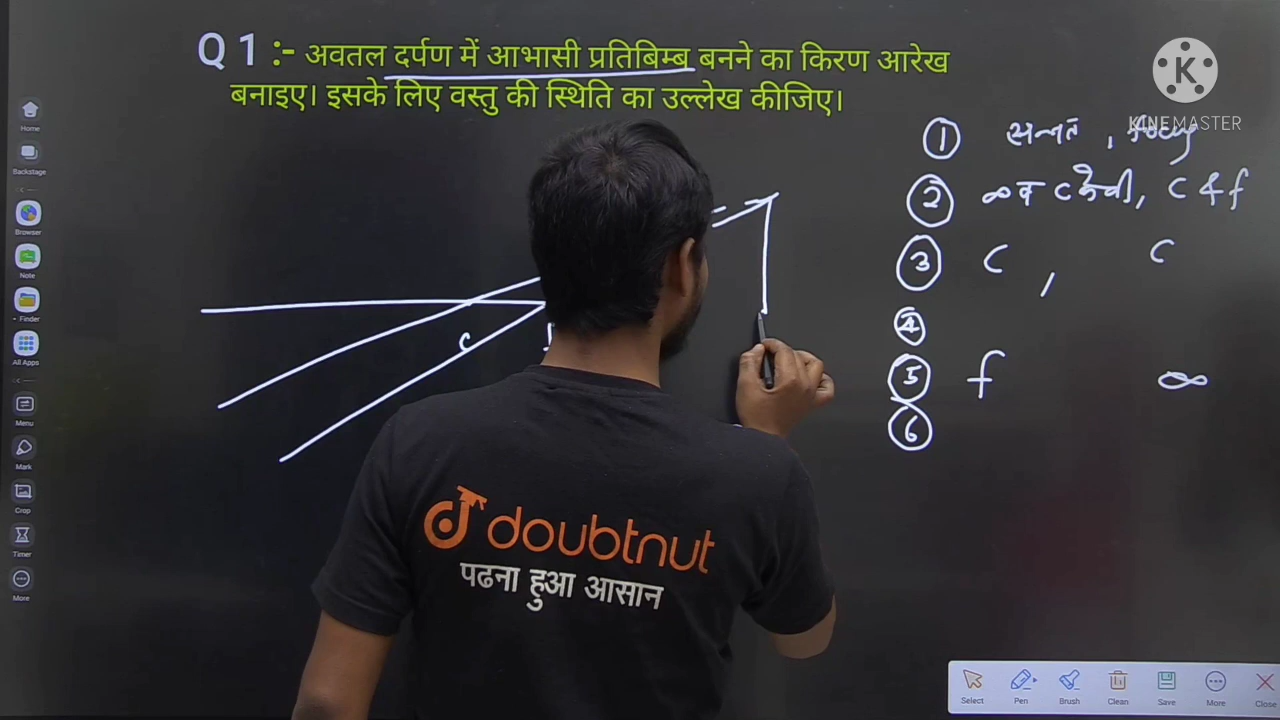 Q 1 :- अवतल दर्पण में आभासी प्रतिबिम्ब बनने का किरण आरेख
बनाइए। इसके लिए वस्तु की स्थिति का उल्लेख कीजिए।
KINEMASTER
① अनन्त ,
② ∞ व C के बीच, C & f
③ C , C
④
⑤ f ∞
⑥
C
doubtnut
पढना हुआ आसान
Home
Backstage
Browser
Note
Finder
All Apps
Menu
Mark
Crop
Timer
More
Select
Pen
Brush
Clean
Save
More
Close